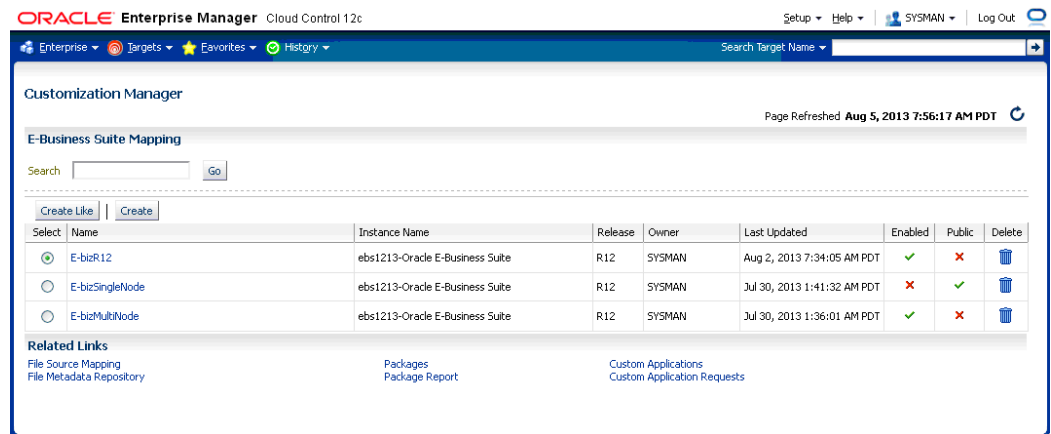 ORACLE Enterprise Manager Cloud Control 12c
Setup Help SYSMAN Log Out
Enterprise Targets Favorites History Search Target Name
Customization Manager
Page Refreshed Aug 5, 2013 7:56:17 AM PDT
E-Business Suite Mapping
Search Go
Create Like | Create
Select Name Instance Name Release Owner Last Updated Enabled Public Delete
E-bizR12 ebs1213-Oracle E-Business Suite R12 SYSMAN Aug 2, 2013 7:34:05 AM PDT
E-bizSingleNode ebs1213-Oracle E-Business Suite R12 SYSMAN Jul 30, 2013 1:41:32 AM PDT
E-bizMultiNode ebs1213-Oracle E-Business Suite R12 SYSMAN Jul 30, 2013 1:36:01 AM PDT
Related Links
File Source Mapping Packages Custom Applications
File Metadata Repository Package Report Custom Application Requests